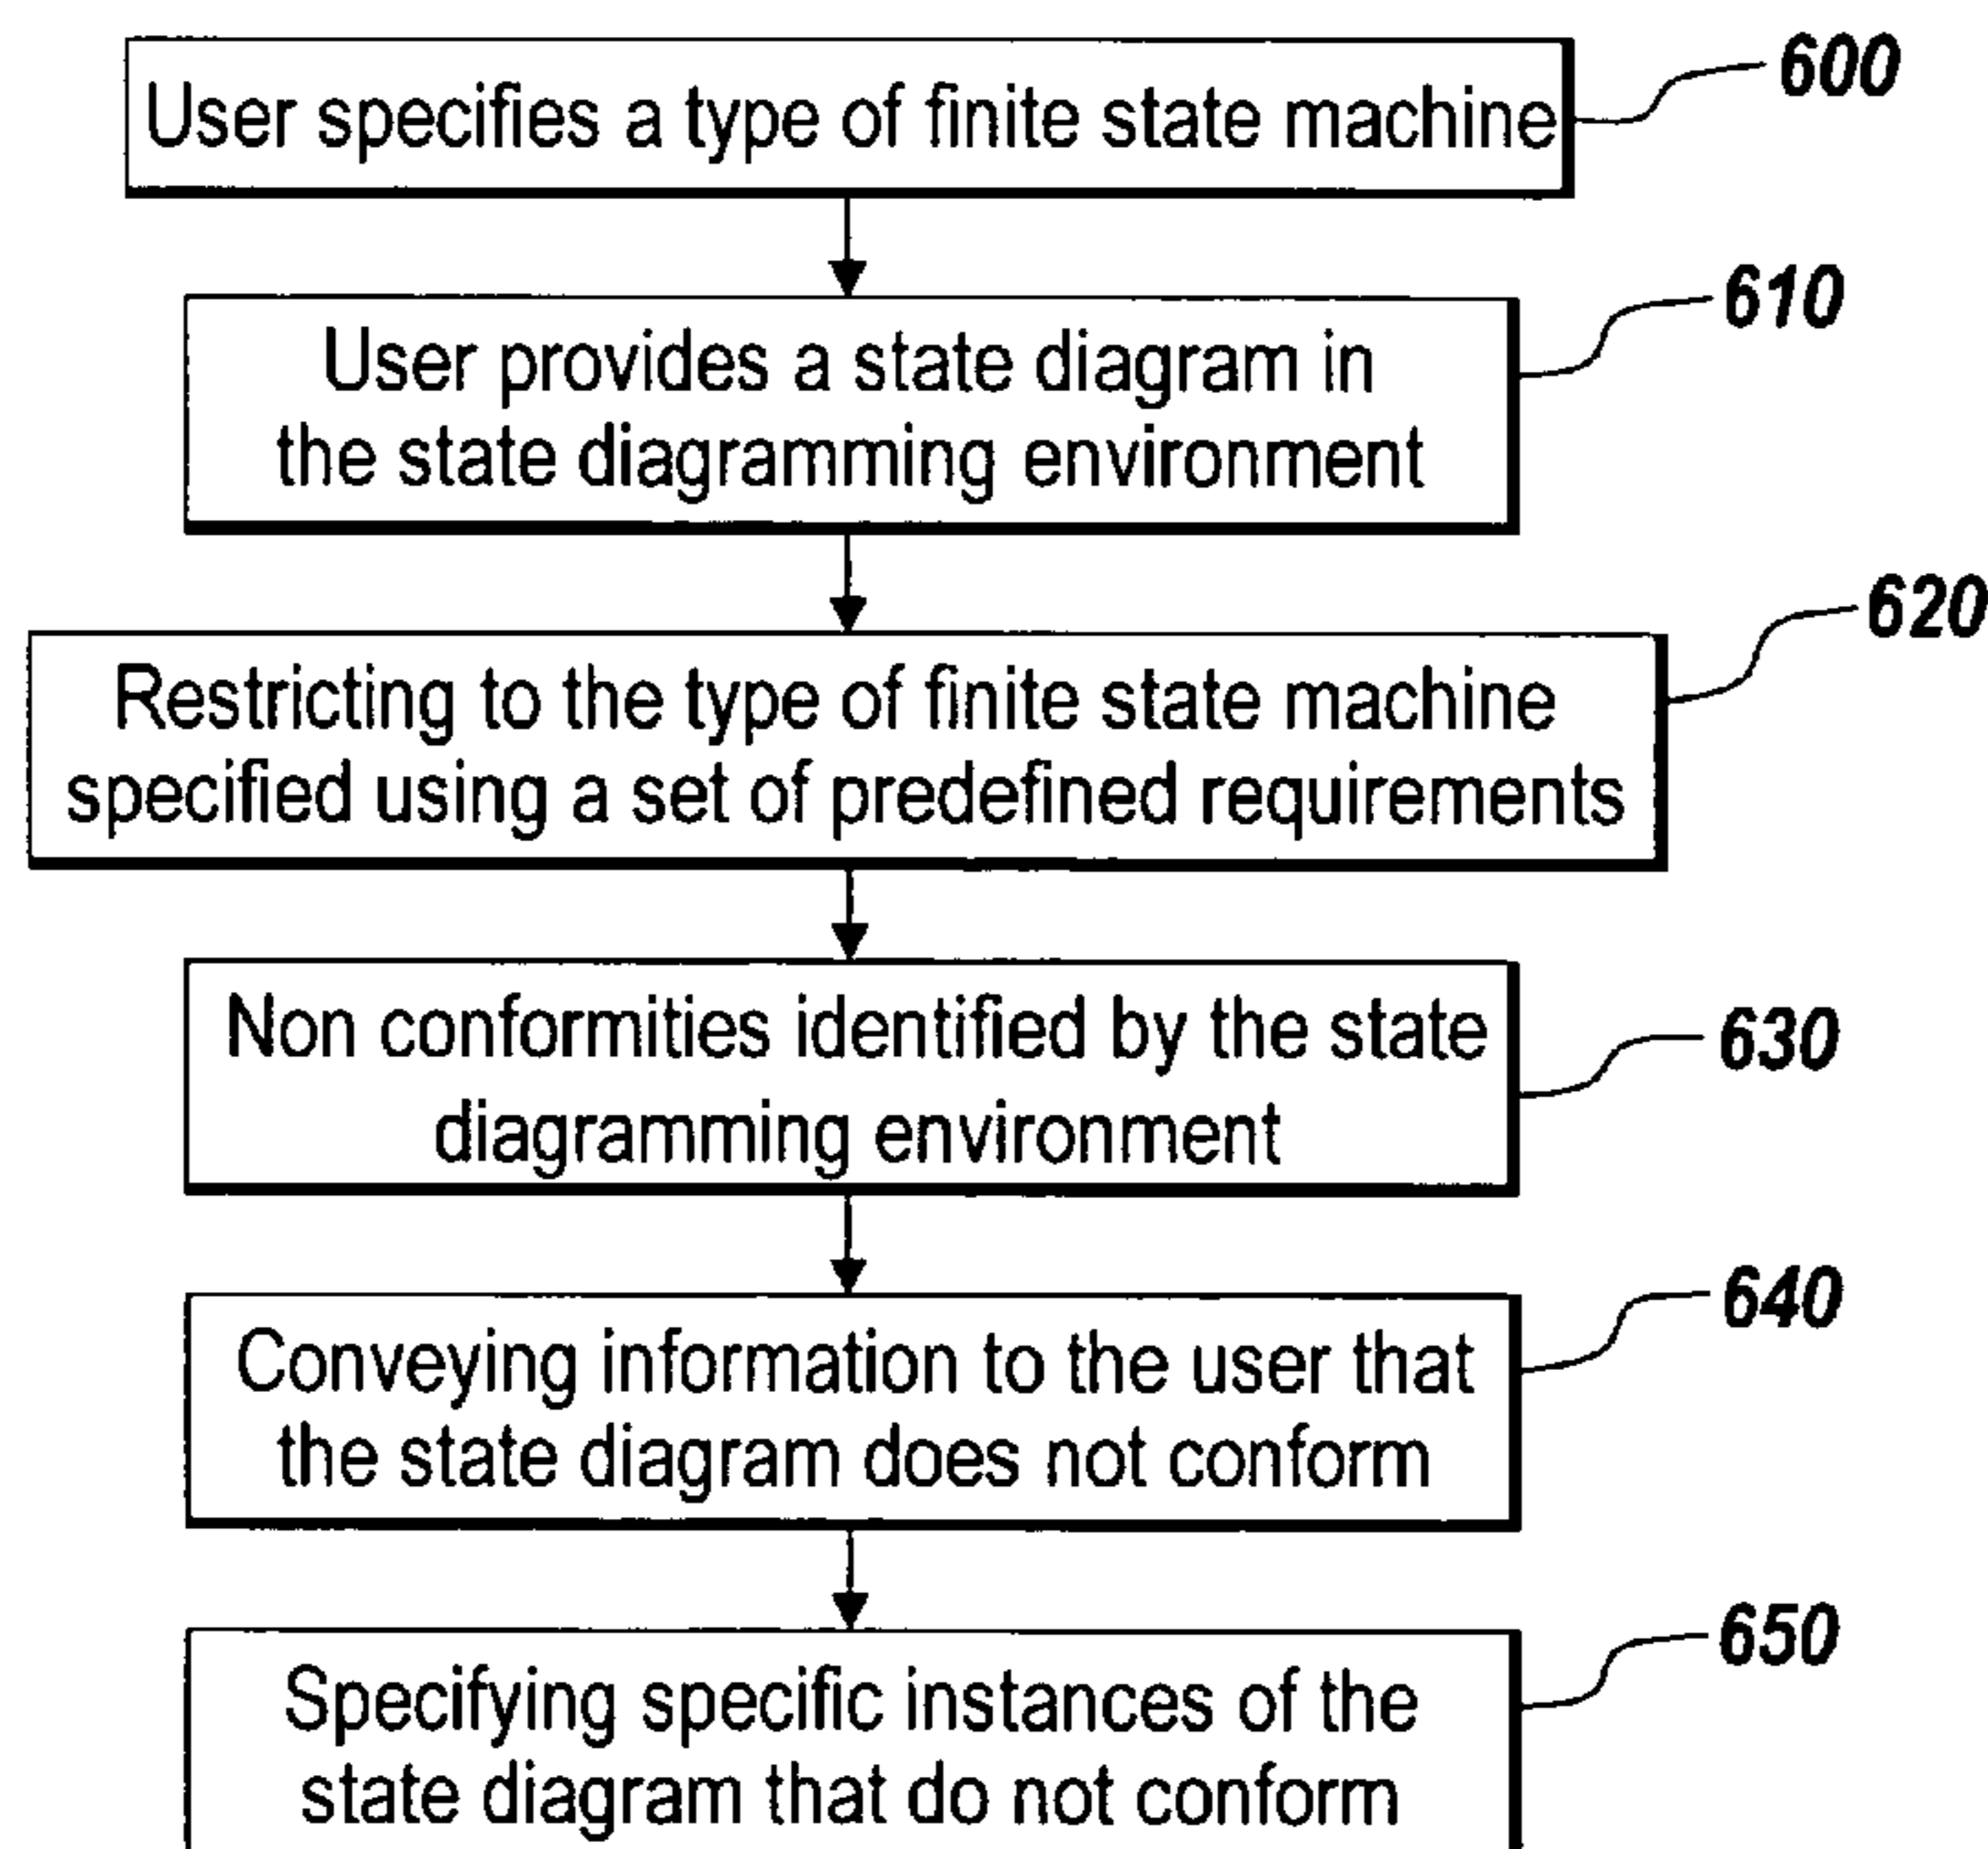 600
User specifies a type of finite state machine
610
User provides a state diagram in
the state diagramming environment
620
Restricting to the type of finite state machine
specified using a set of predefined requirements
630
Non conformities identified by the state
diagramming environment
640
Conveying information to the user that
the state diagram does not conform
650
Specifying specific instances of the
state diagram that do not conform